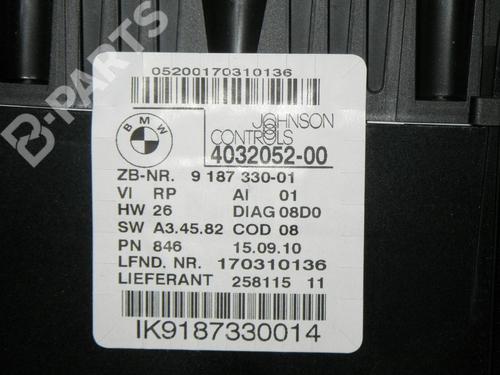 B-PARTS
05200170310136
BMW
JOHNSON
CONTROLS
4032052-00
ZB-NR. 9 187 330-01
VI RP AI 01
HW 26 DIAG 08D0
SW A3.45.82 COD 08
PN 846 15.09.10
LFND. NR. 170310136
LIEFERANT 258115 11
IK9187330014